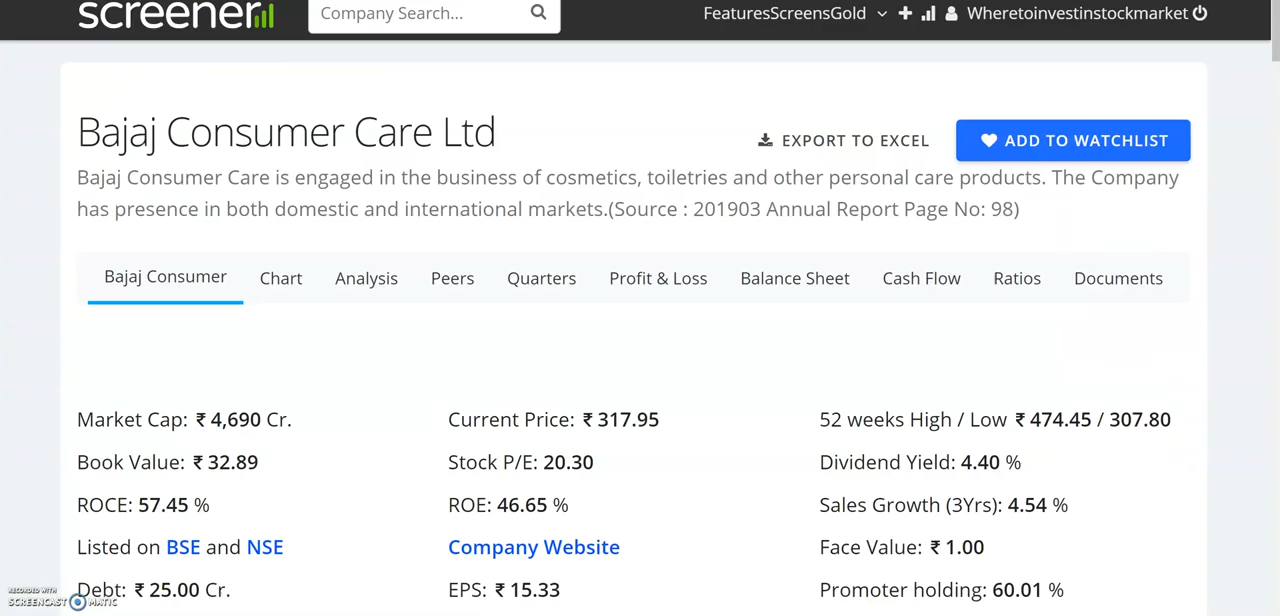 screener
Company Search...
FeaturesScreensGold
Wheretoinvestinstockmarket
Bajaj Consumer Care Ltd
EXPORT TO EXCEL
ADD TO WATCHLIST
Bajaj Consumer Care is engaged in the business of cosmetics, toiletries and other personal care products. The Company
has presence in both domestic and international markets.(Source : 201903 Annual Report Page No: 98)
Bajaj Consumer Chart Analysis Peers Quarters Profit & Loss Balance Sheet Cash Flow Ratios Documents
Market Cap: ₹ 4,690 Cr. Current Price: ₹ 317.95 52 weeks High / Low ₹ 474.45 / 307.80
Book Value: ₹ 32.89 Stock P/E: 20.30 Dividend Yield: 4.40 %
ROCE: 57.45 % ROE: 46.65 % Sales Growth (3Yrs): 4.54 %
Listed on BSE and NSE Company Website Face Value: ₹ 1.00
Debt: ₹ 25.00 Cr. EPS: ₹ 15.33 Promoter holding: 60.01 %
RECORDED WITH
SCREENCAST MATIC